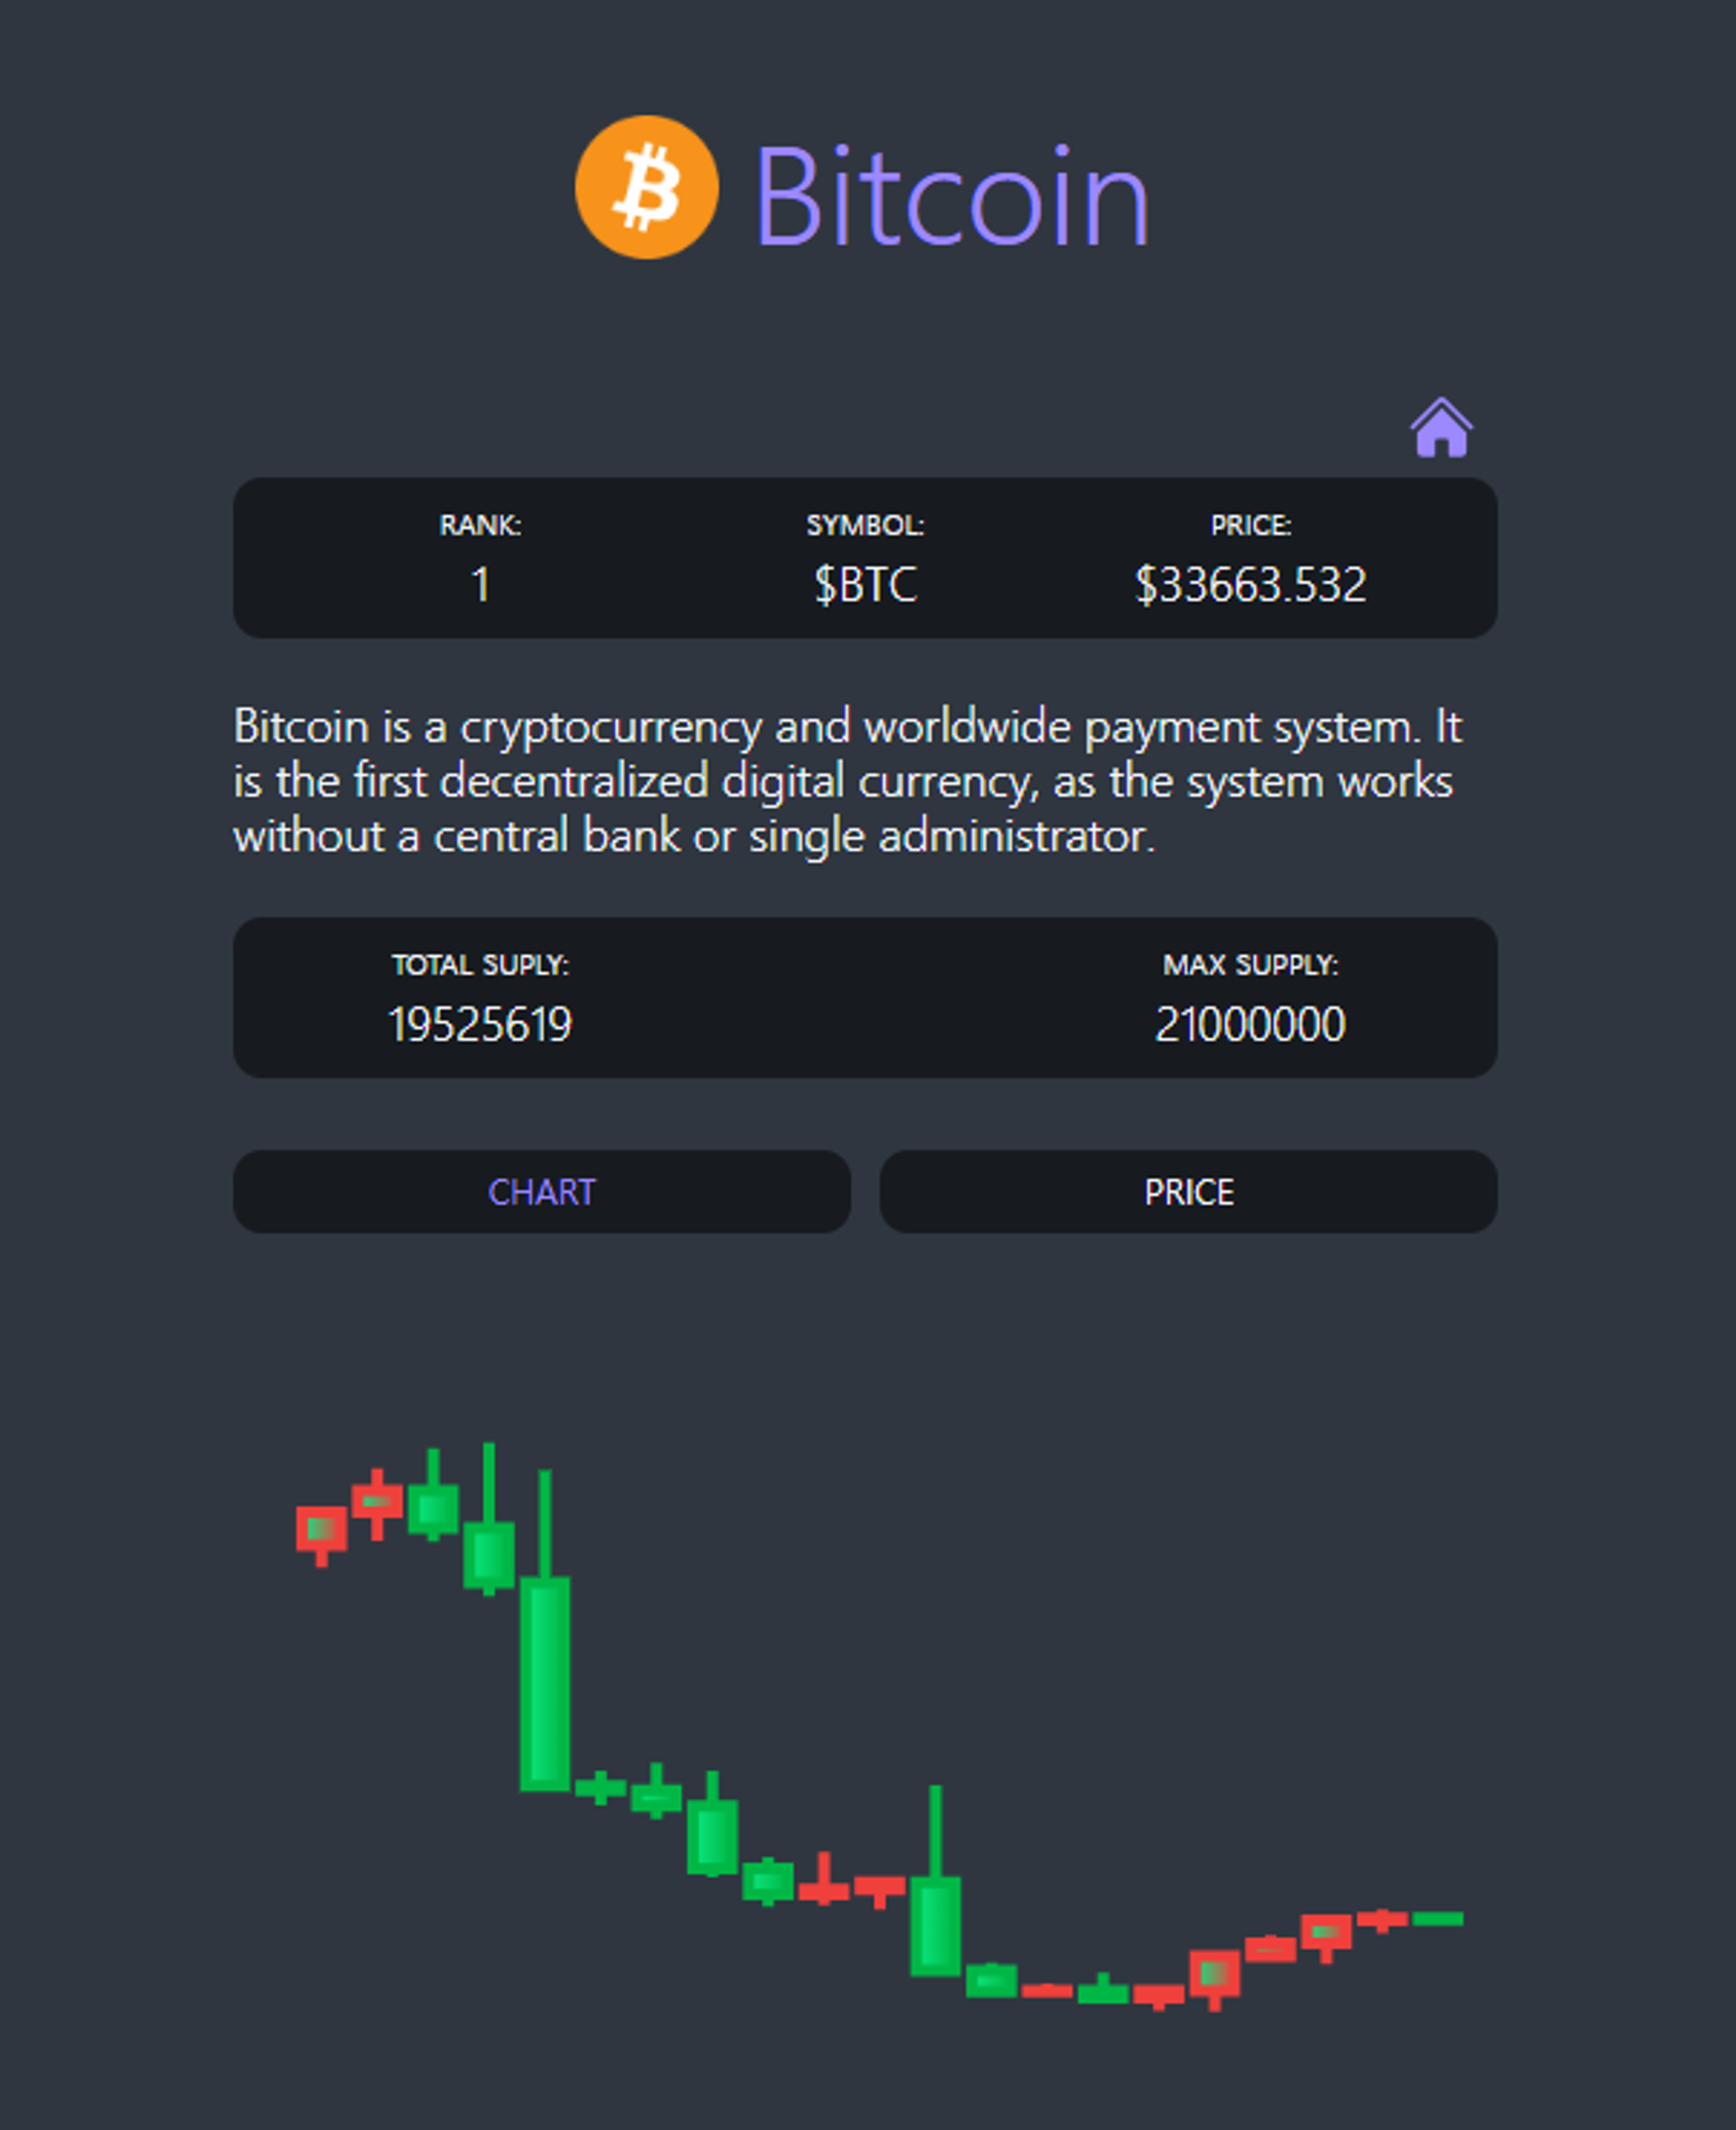 Bitcoin
RANK: SYMBOL: PRICE:
1 $BTC $33663.532
Bitcoin is a cryptocurrency and worldwide payment system. It
is the first decentralized digital currency, as the system works
without a central bank or single administrator.
TOTAL SUPLY: MAX SUPPLY:
19525619 21000000
CHART PRICE